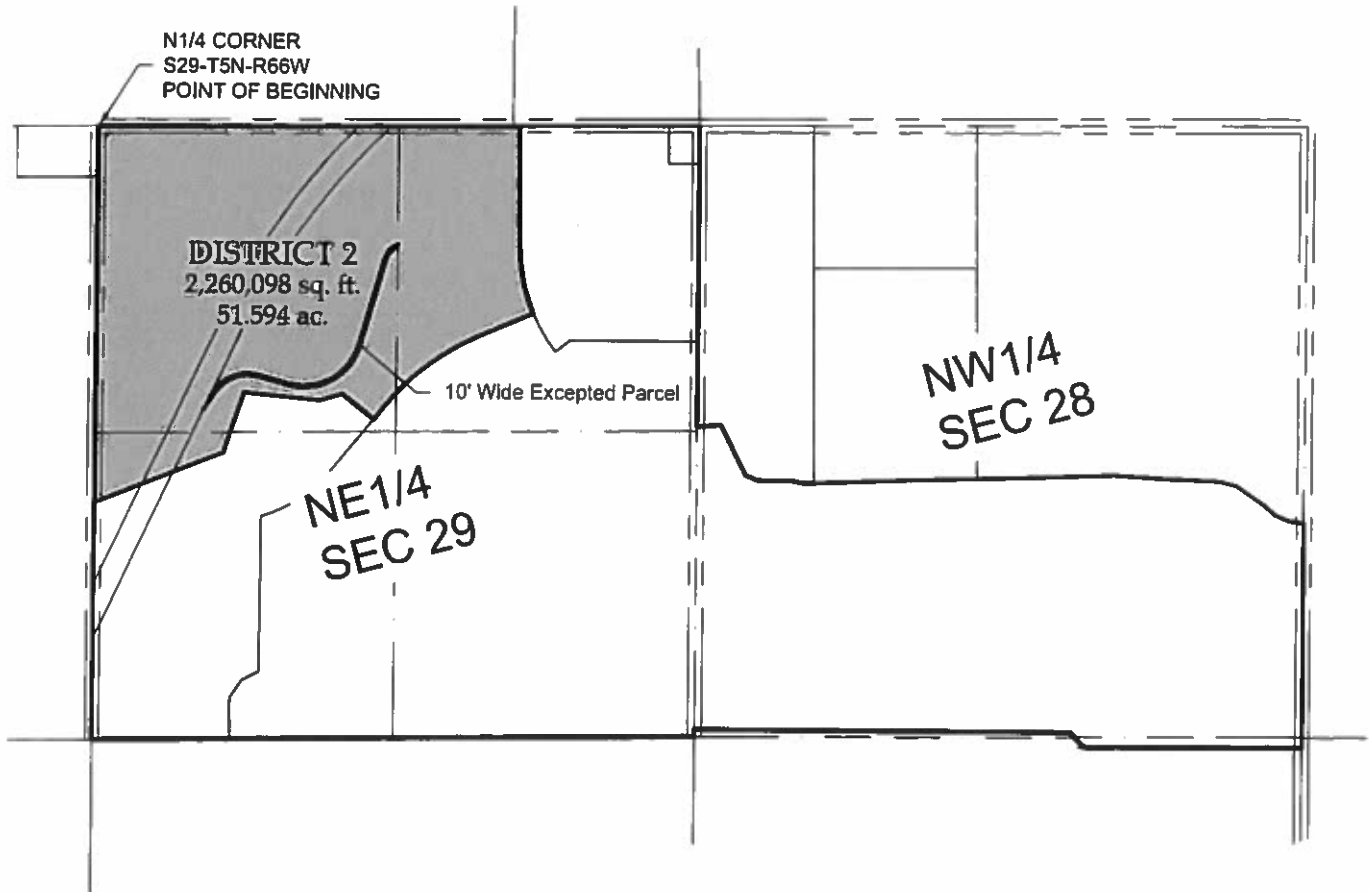 N1/4 CORNER
S29-T5N-R66W
POINT OF BEGINNING
DISTRICT 2
2,260,098 sq. ft.
51.594 ac.
10' Wide Excepted Parcel
NE1/4
SEC 29
NW1/4
SEC 28